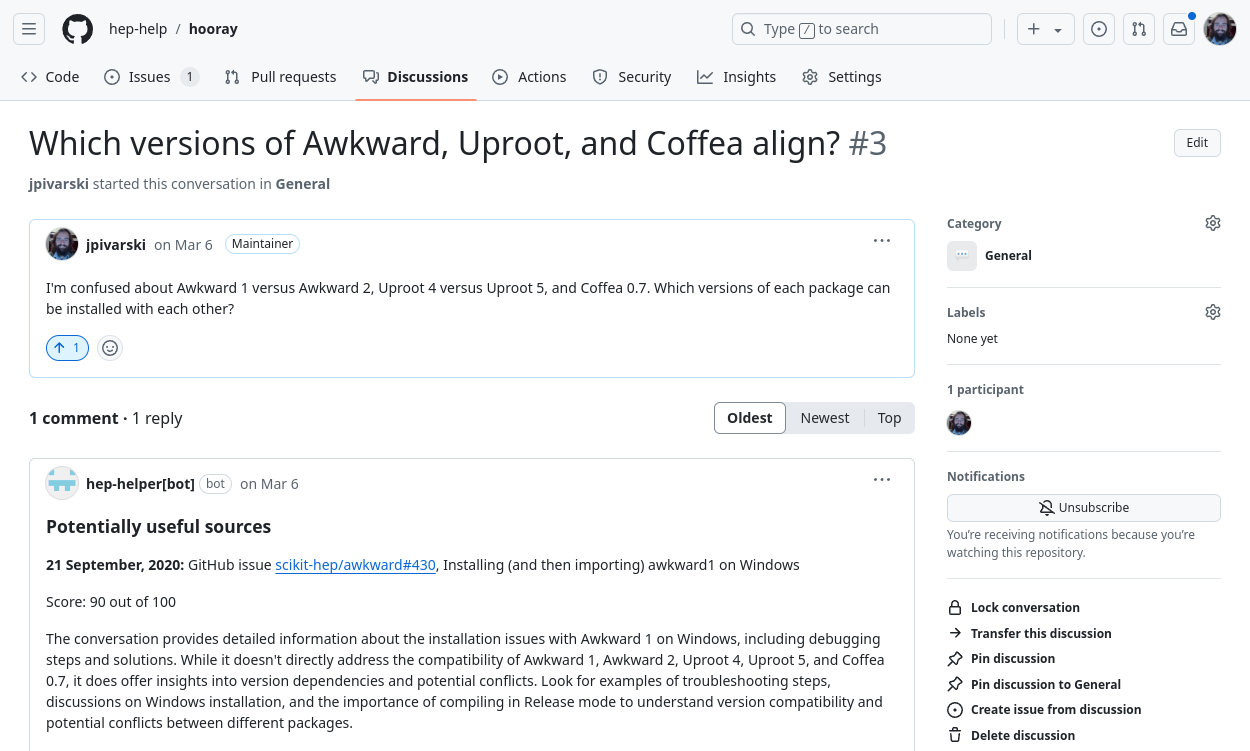 hep-help / hooray
Type / to search
Code
Issues 1
Pull requests
Discussions
Actions
Security
Insights
Settings
Which versions of Awkward, Uproot, and Coffea align? #3
Edit
jpivarski started this conversation in General
jpivarski on Mar 6 Maintainer
I'm confused about Awkward 1 versus Awkward 2, Uproot 4 versus Uproot 5, and Coffea 0.7. Which versions of each package can
be installed with each other?
1
1 comment · 1 reply
Oldest Newest Top
hep-helper[bot] bot on Mar 6
Potentially useful sources
21 September, 2020: GitHub issue scikit-hep/awkward#430, Installing (and then importing) awkward1 on Windows
Score: 90 out of 100
The conversation provides detailed information about the installation issues with Awkward 1 on Windows, including debugging
steps and solutions. While it doesn't directly address the compatibility of Awkward 1, Awkward 2, Uproot 4, Uproot 5, and Coffea
0.7, it does offer insights into version dependencies and potential conflicts. Look for examples of troubleshooting steps,
discussions on Windows installation, and the importance of compiling in Release mode to understand version compatibility and
potential conflicts between different packages.
Category
General
Labels
None yet
1 participant
Notifications
Unsubscribe
You're receiving notifications because you're
watching this repository.
Lock conversation
Transfer this discussion
Pin discussion
Pin discussion to General
Create issue from discussion
Delete discussion